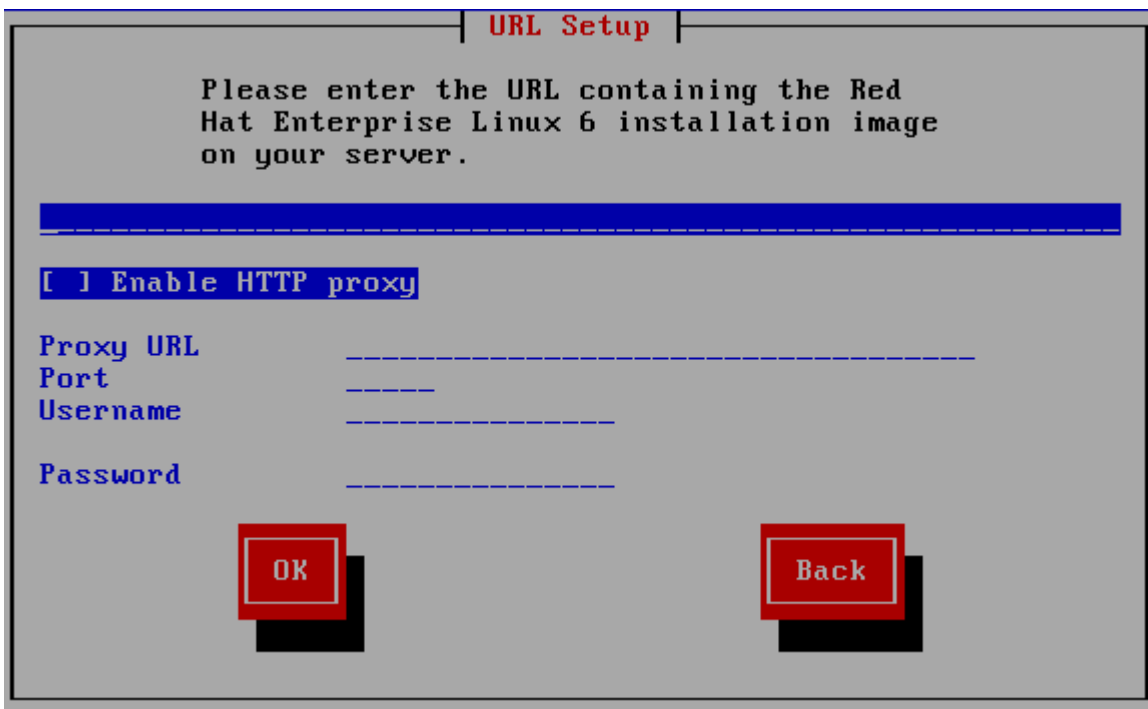 URL Setup
Please enter the URL containing the Red
Hat Enterprise Linux 6 installation image
on your server.
[ ] Enable HTTP proxy
Proxy URL
Port
Username
Password
OK Back